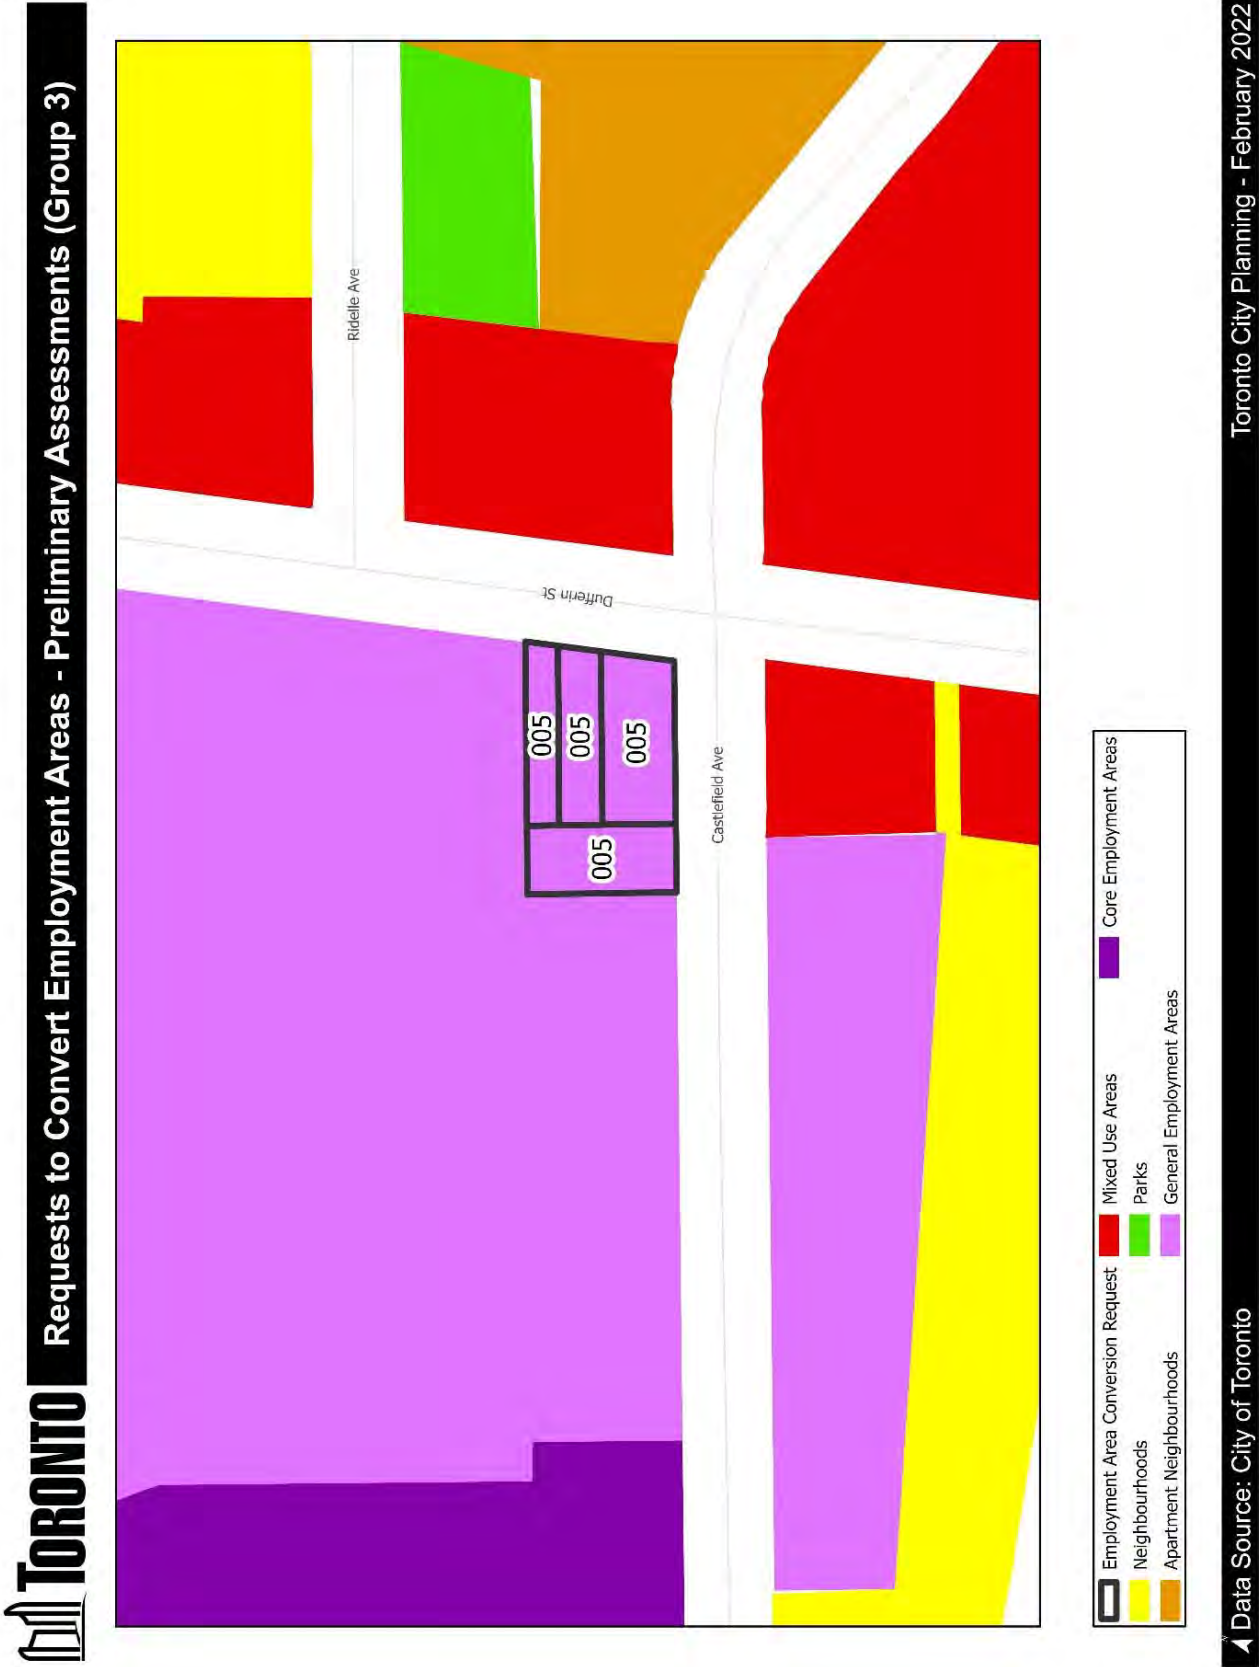 TORONTO
Requests to Convert Employment Areas - Preliminary Assessments (Group 3)
Ridelle Ave
Dufferin St
005
005
005
005
Castlefield Ave
Employment Area Conversion Request
Neighbourhoods
Apartment Neighbourhoods
Mixed Use Areas
Parks
General Employment Areas
Core Employment Areas
Data Source: City of Toronto
Toronto City Planning - February 2022